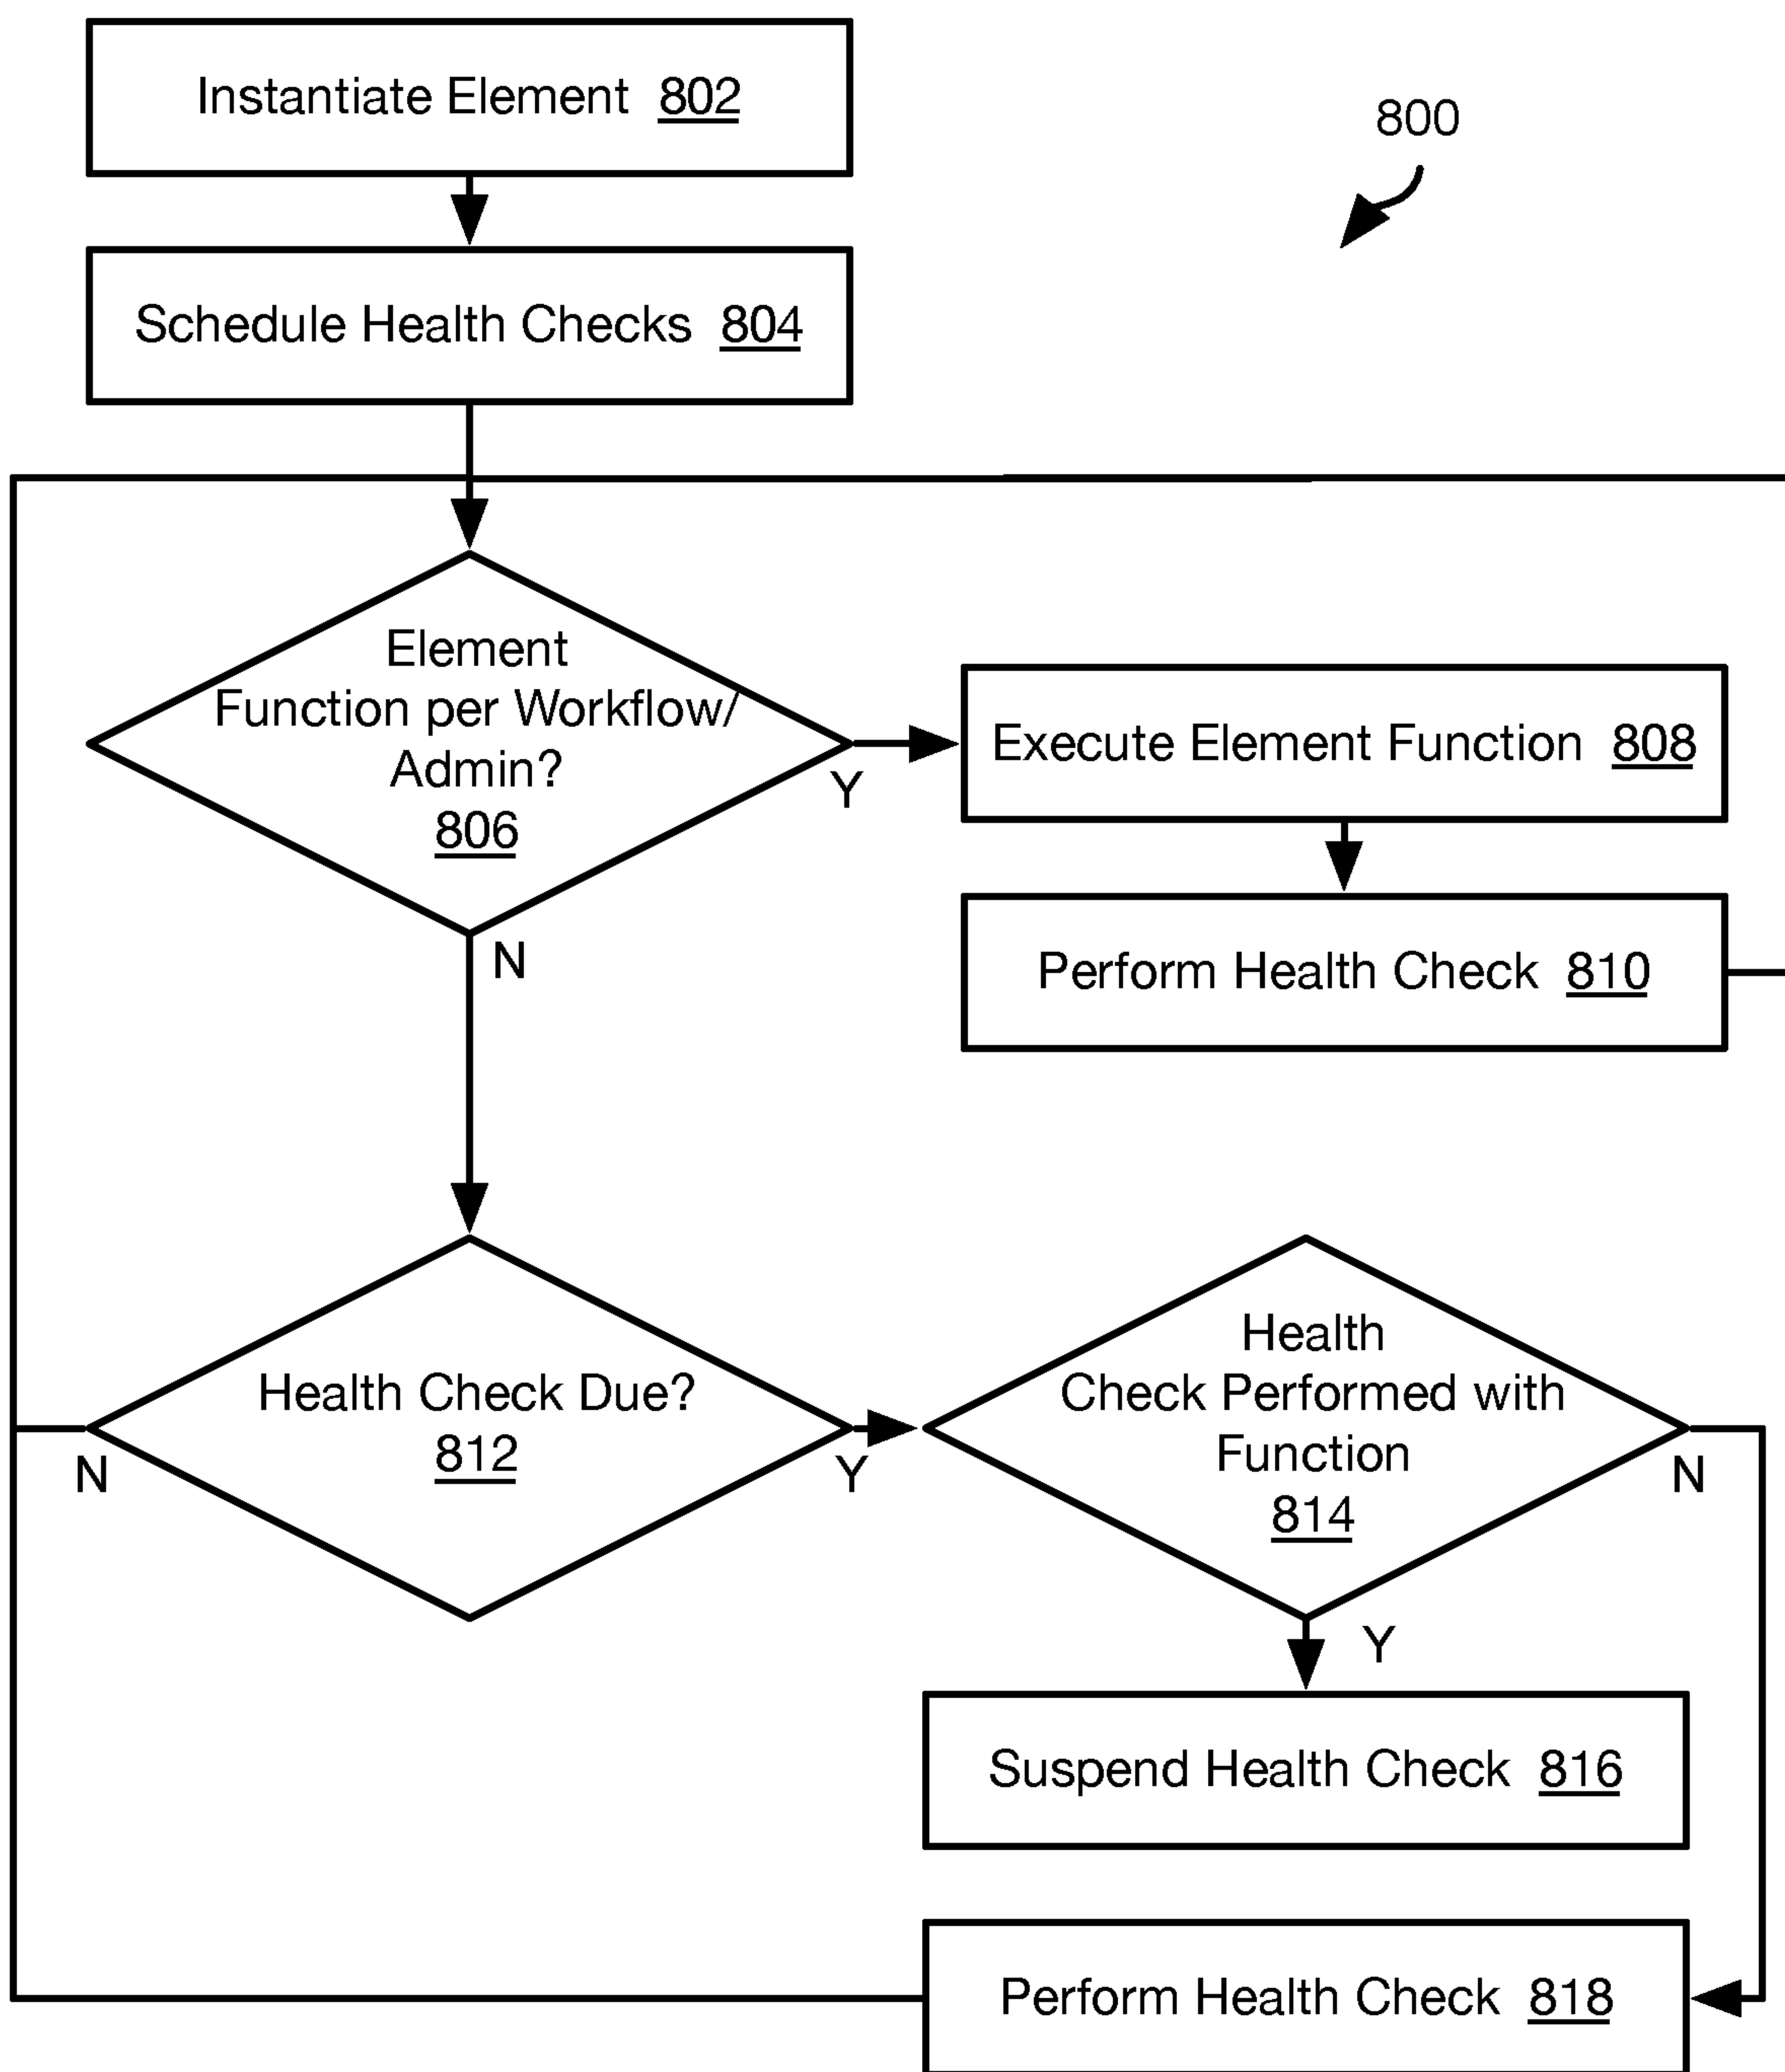 Instantiate Element 802
800
Schedule Health Checks 804
Element
Function per Workflow/
Admin?
806
Y
N
Execute Element Function 808
Perform Health Check 810
Health Check Due?
812
N
Y
Health
Check Performed with
Function
814
N
Y
Suspend Health Check 816
Perform Health Check 818